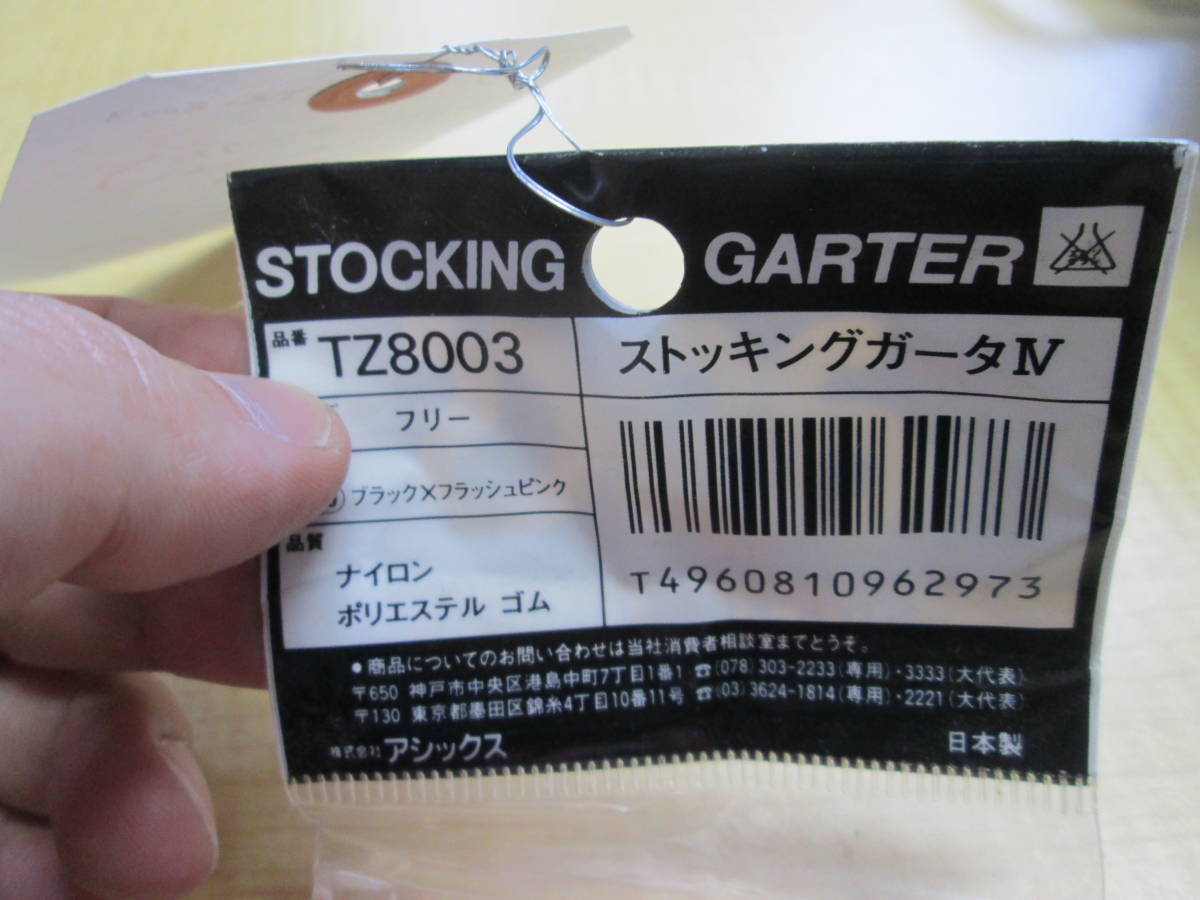 STOCKING GARTER
品番 TZ8003
ストッキングガータⅣ
フリー
ブラック×フラッシュピンク
品質
ナイロン
ポリエステル ゴム
T4960810962973
●商品についてのお問い合わせは当社消費者相談室までどうぞ。
〒650 神戸市中央区港島中町7丁目1番1 ☎(078)303-2233(専用)・3333(大代表)
〒130 東京都墨田区錦糸4丁目10番11号 ☎(03)3624-1814(専用)・2221(大代表)
株式会社 アシックス
日本製